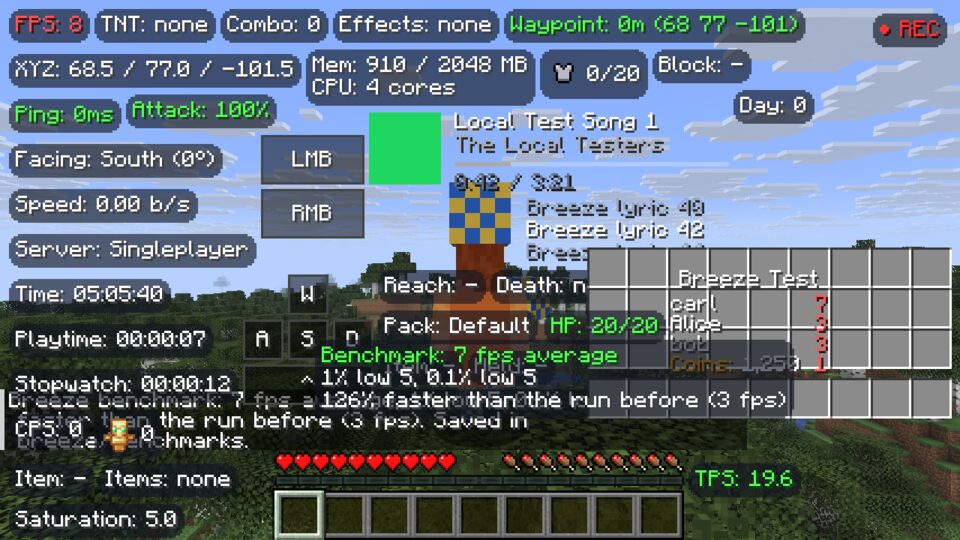 FPS: 8
TNT: none
Combo: 0
Effects: none
Waypoint: 0m (68 77 -101)
REC
XYZ: 68.5 / 77.0 / -101.5
Mem: 910 / 2048 MB
CPU: 4 cores
0/20
Block: -
Day: 0
Ping: 0ms
Attack: 100%
Local Test Song 1
The Local Testers
0:42 / 3:21
Facing: South (0°)
LMB
RMB
Speed: 0.00 b/s
Breeze lyric 40
Breeze lyric 42
Breeze lyric 44
Server: Singleplayer
Breeze Test
carl 7
Alice 3
bob 3
Coins: 1,250 1
Time: 05:05:40
W
A S D
Reach: -
Death: n
Pack: Default
HP: 20/20
Playtime: 00:00:07
Benchmark: 7 fps average
1% low 5, 0.1% low 5
126% faster than the run before (3 fps)
Stopwatch: 00:00:12
Breeze benchmark: 7 fps
faster than the run before (3 fps). Saved in
breeze/benchmarks.
CPS: 0
0
Item: -
Items: none
TPS: 19.6
Saturation: 5.0